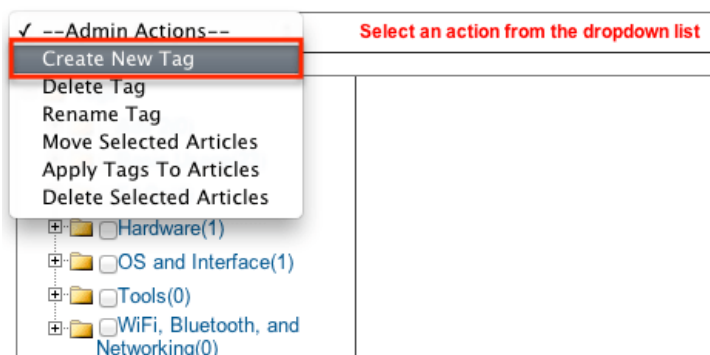 ✓ --Admin Actions--
Select an action from the dropdown list
Create New Tag
Delete Tag
Rename Tag
Move Selected Articles
Apply Tags To Articles
Delete Selected Articles
Hardware(1)
OS and Interface(1)
Tools(0)
WiFi, Bluetooth, and
Networking(0)